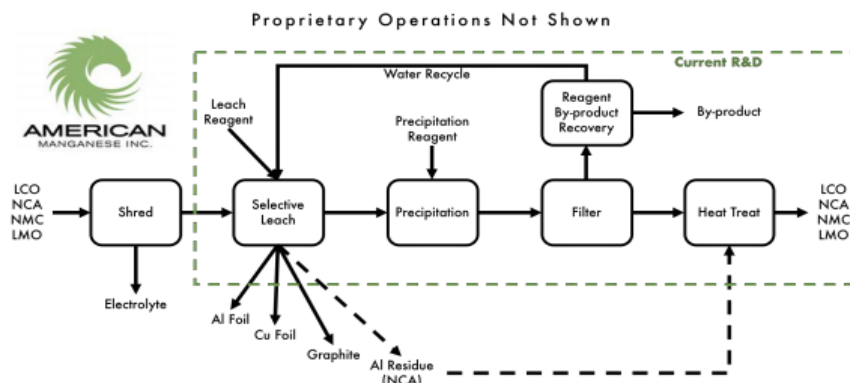 Proprietary Operations Not Shown
Current R&D
Water Recycle
Leach
Reagent
Precipitation
Reagent
Reagent
By-product
Recovery
By-product
AMERICAN
MANGANESE INC.
LCO
NCA
NMC
LMO
Shred
Selective
Leach
Precipitation
Filter
Heat Treat
LCO
NCA
NMC
LMO
Electrolyte
Al Foil
Cu Foil
Graphite
Al Residue
(NCA)